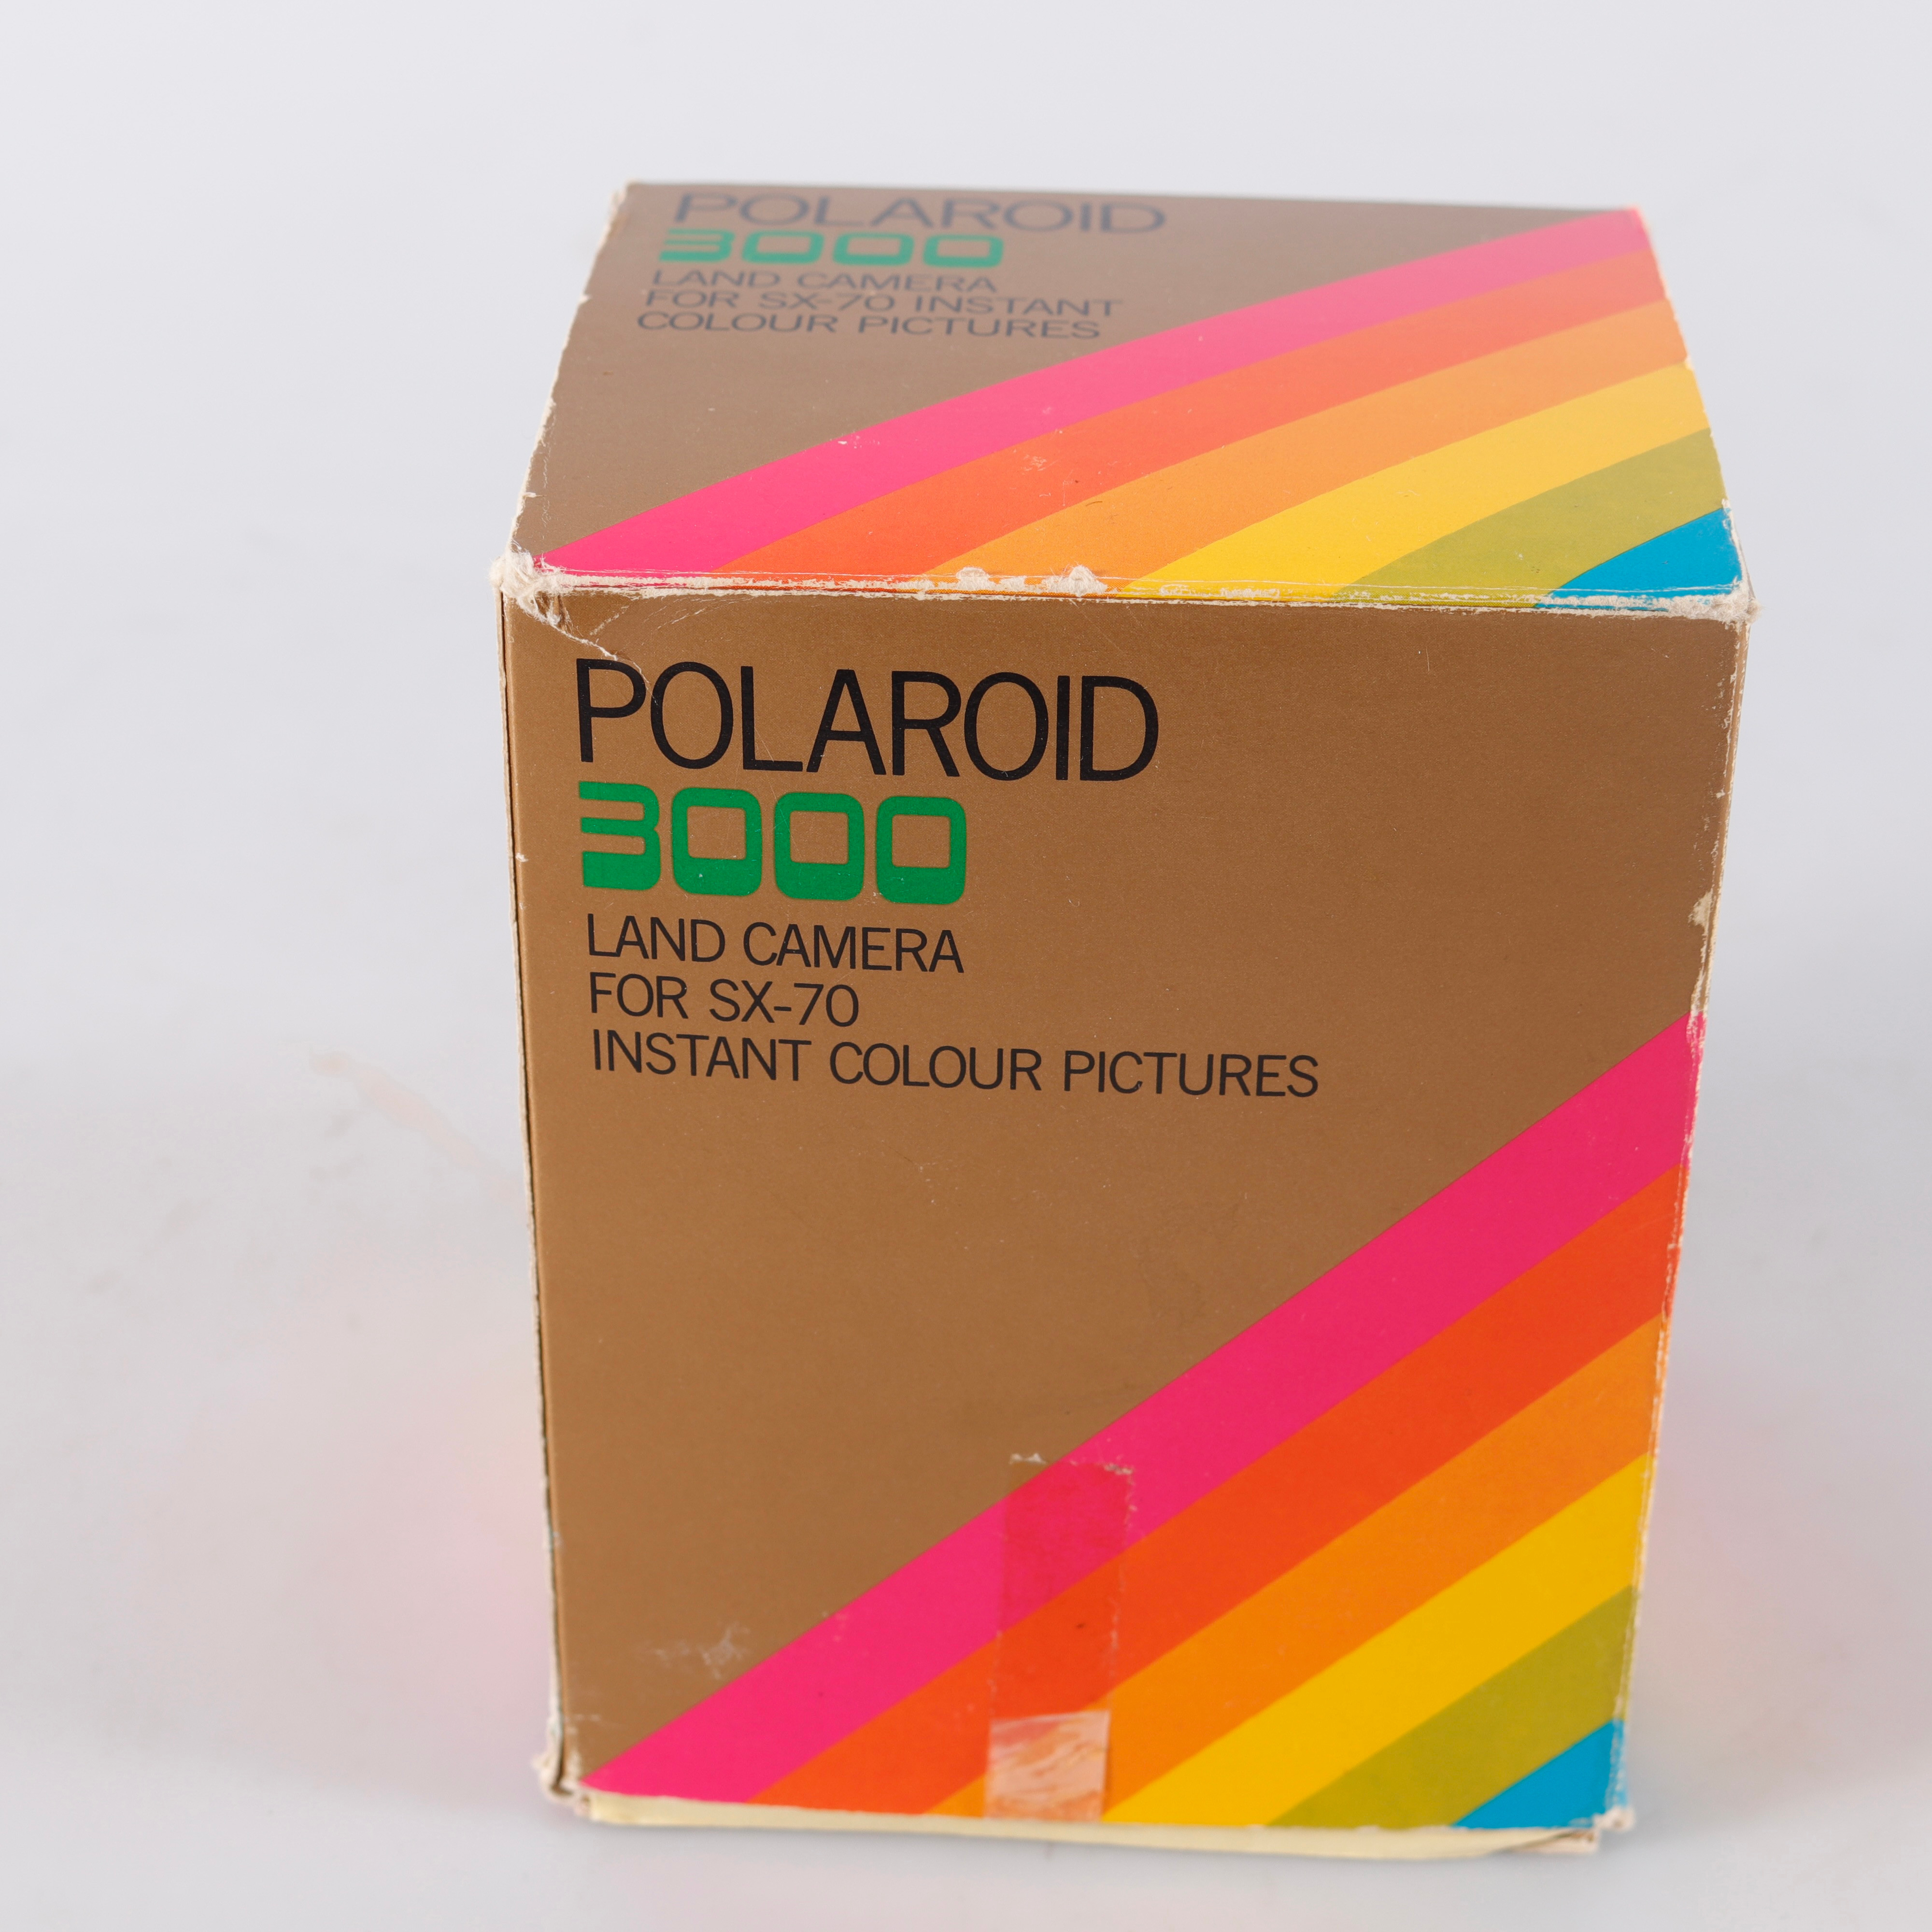 POLAROID
3000
LAND CAMERA
FOR SX-70 INSTANT
COLOUR PICTURES
POLAROID
3000
LAND CAMERA
FOR SX-70
INSTANT COLOUR PICTURES